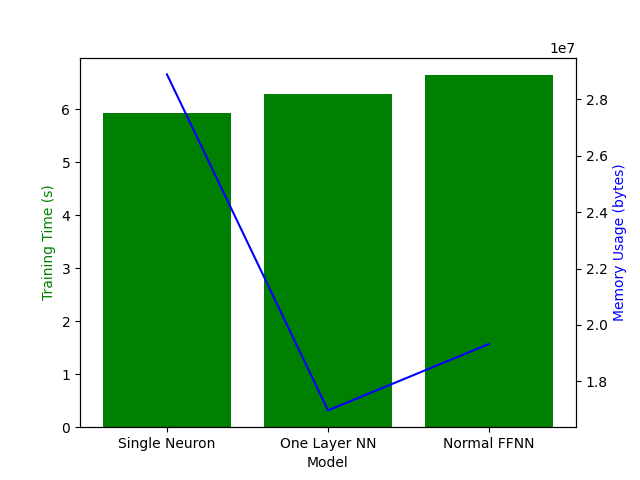 1e7
6
5
4
3
2
1
0
Training Time (s)
2.8
2.6
2.4
2.2
2.0
1.8
Memory Usage (bytes)
Single Neuron
One Layer NN
Normal FFNN
Model